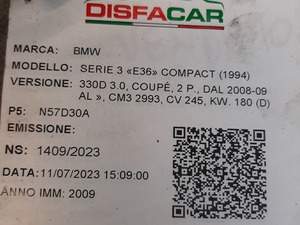 DISFACAR
MARCA: BMW
MODELLO: SERIE 3 «E36» COMPACT (1994)
VERSIONE: 330D 3.0, COUPÉ, 2 P., DAL 2008-09
AL », CM3 2993, CV 245, KW. 180 (D)
P5: N57D30A
EMISSIONE:
NS: 1409/2023
DATA: 11/07/2023 15:09:00
ANNO IMM: 2009